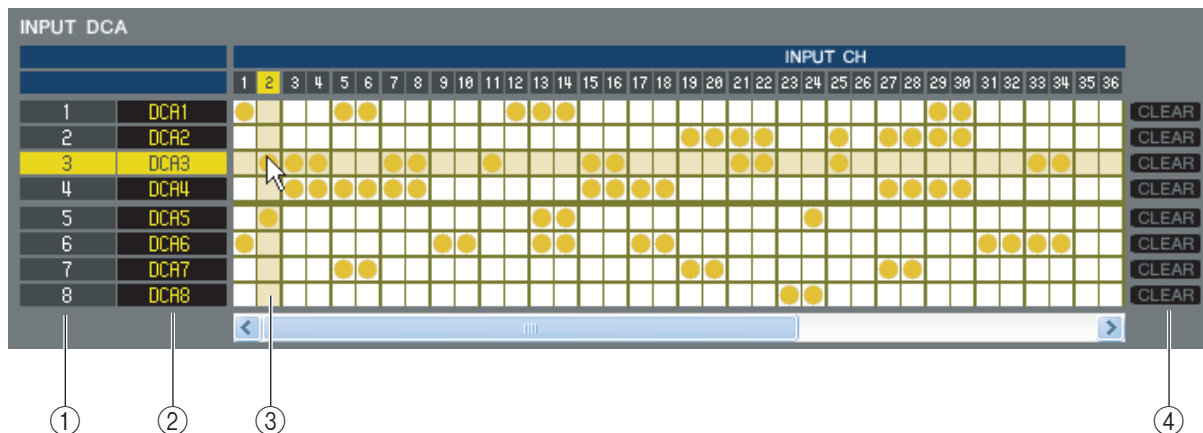 INPUT DCA
INPUT CH
1 2 3 4 5 6 7 8 9 10 11 12 13 14 15 16 17 18 19 20 21 22 23 24 25 26 27 28 29 30 31 32 33 34 35 36
1 DCA1 CLEAR
2 DCA2 CLEAR
3 DCA3 CLEAR
4 DCA4 CLEAR
5 DCA5 CLEAR
6 DCA6 CLEAR
7 DCA7 CLEAR
8 DCA8 CLEAR
① ② ③ ④